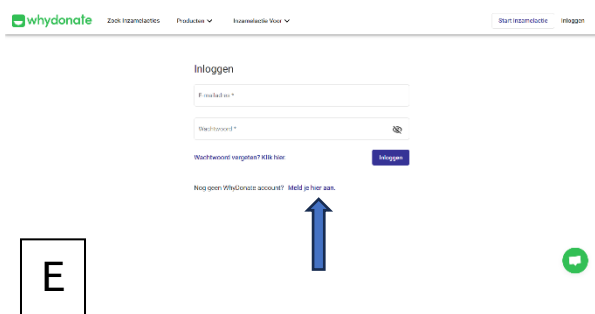 whydonate Zoek Inzamelacties Producten Inzamelactie Voor Start Inzamelactie Inloggen
Inloggen
E-mailadres *
Wachtwoord *
Wachtwoord vergeten? Klik hier Inloggen
Nog geen WhyDonate account? Meld je hier aan.
E